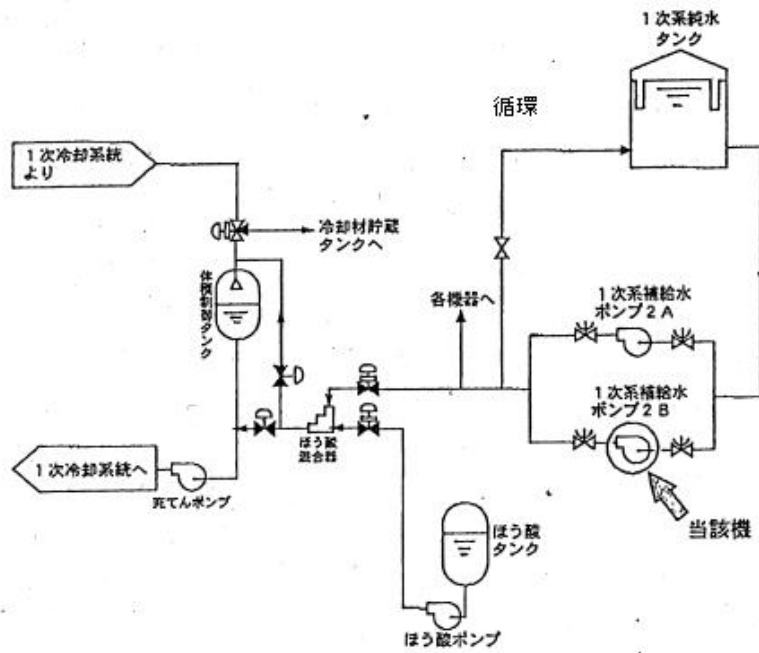 1次系純水
タンク
循環
1次冷却系統
より
冷却材貯蔵
タンクへ
体積制御タンク
各機器へ
1次系補給水
ポンプ2A
1次系補給水
ポンプ2B
ほう酸
混合器
1次冷却系統へ
充てんポンプ
当該機
ほう酸
タンク
ほう酸ポンプ